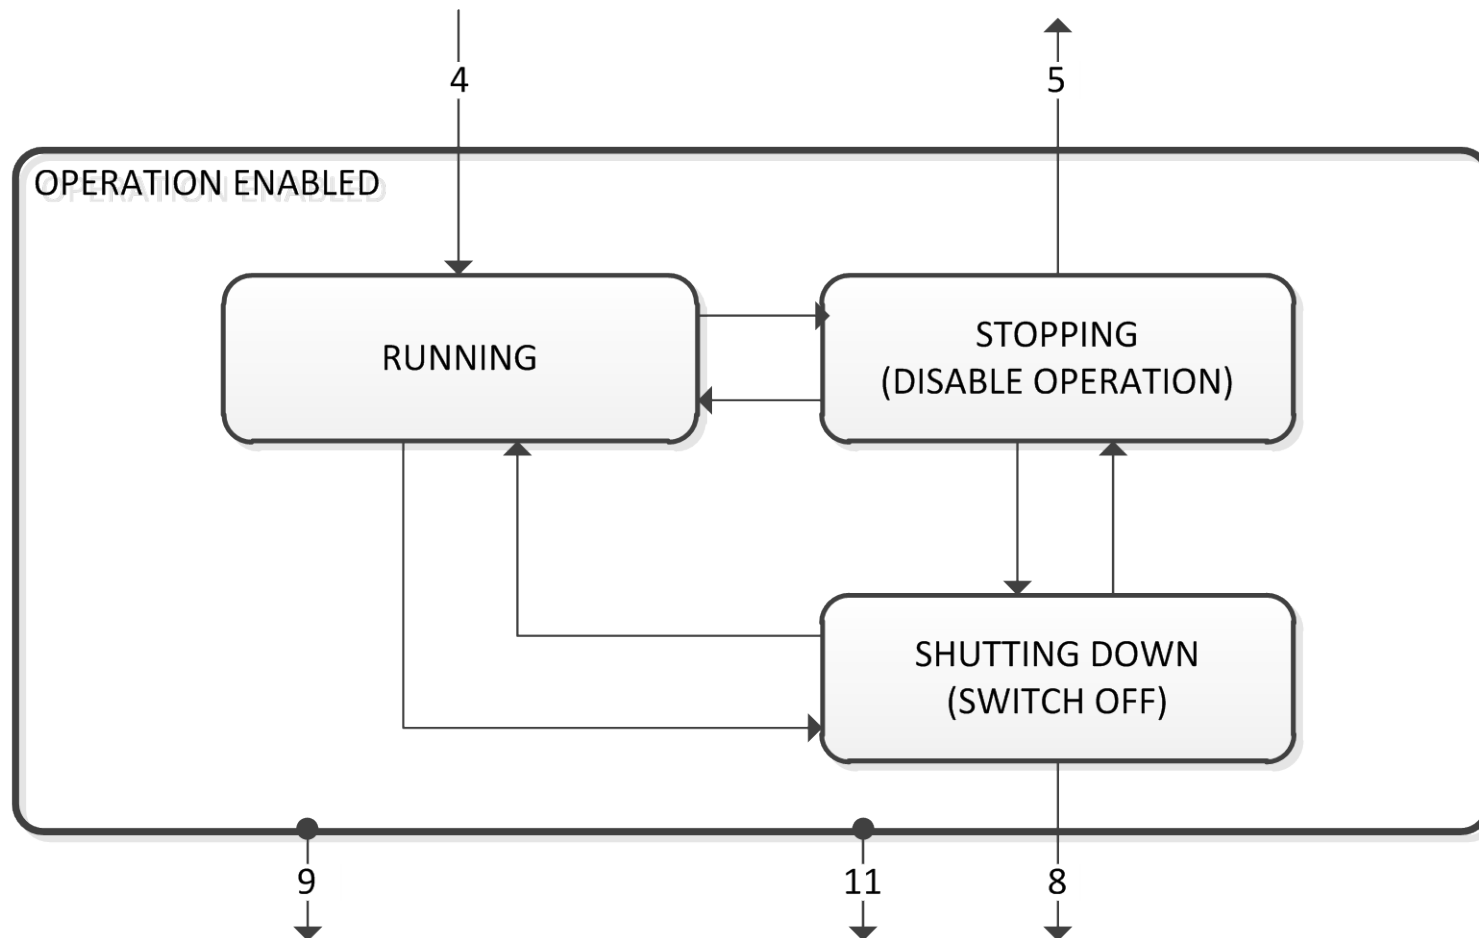 4
5
OPERATION ENABLED
RUNNING
STOPPING
(DISABLE OPERATION)
SHUTTING DOWN
(SWITCH OFF)
9
11
8